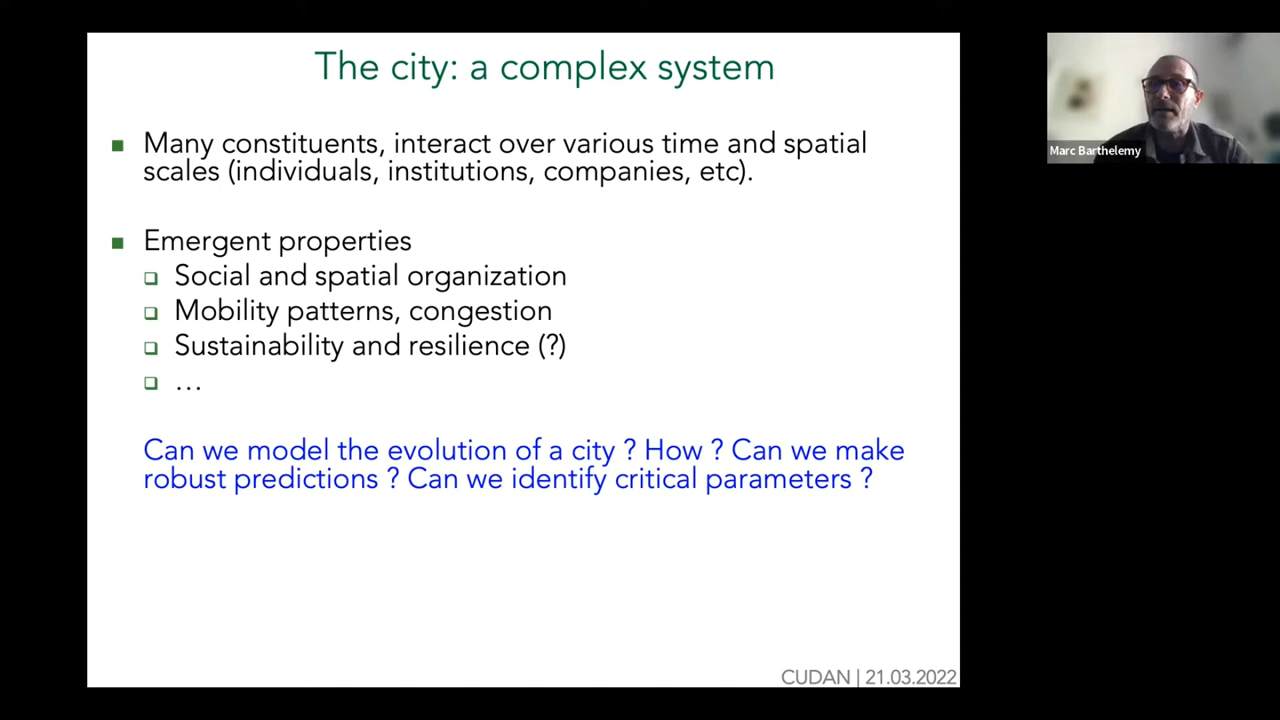 The city: a complex system
Many constituents, interact over various time and spatial
scales (individuals, institutions, companies, etc).
Emergent properties
Social and spatial organization
Mobility patterns, congestion
Sustainability and resilience (?)
...
Can we model the evolution of a city ? How ? Can we make
robust predictions ? Can we identify critical parameters ?
CUDAN | 21.03.2022
Marc Barthelemy